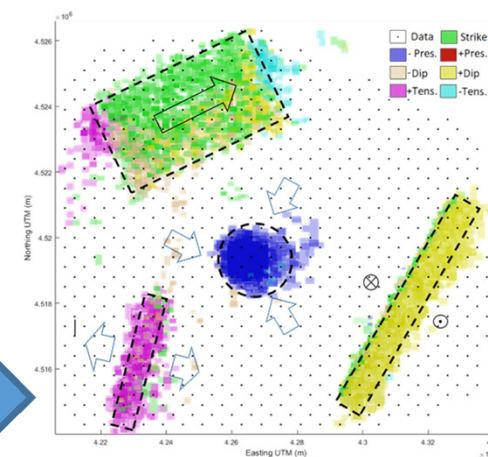 × 10⁶
4.526
4.524
4.522
4.52
4.518
4.516
Northing UTM (m)
Data Strike
- Pres. +Pres.
-Dip +Dip
+Tens. -Tens.
4.22 4.24 4.26 4.28 4.3 4.32
Easting UTM (m)